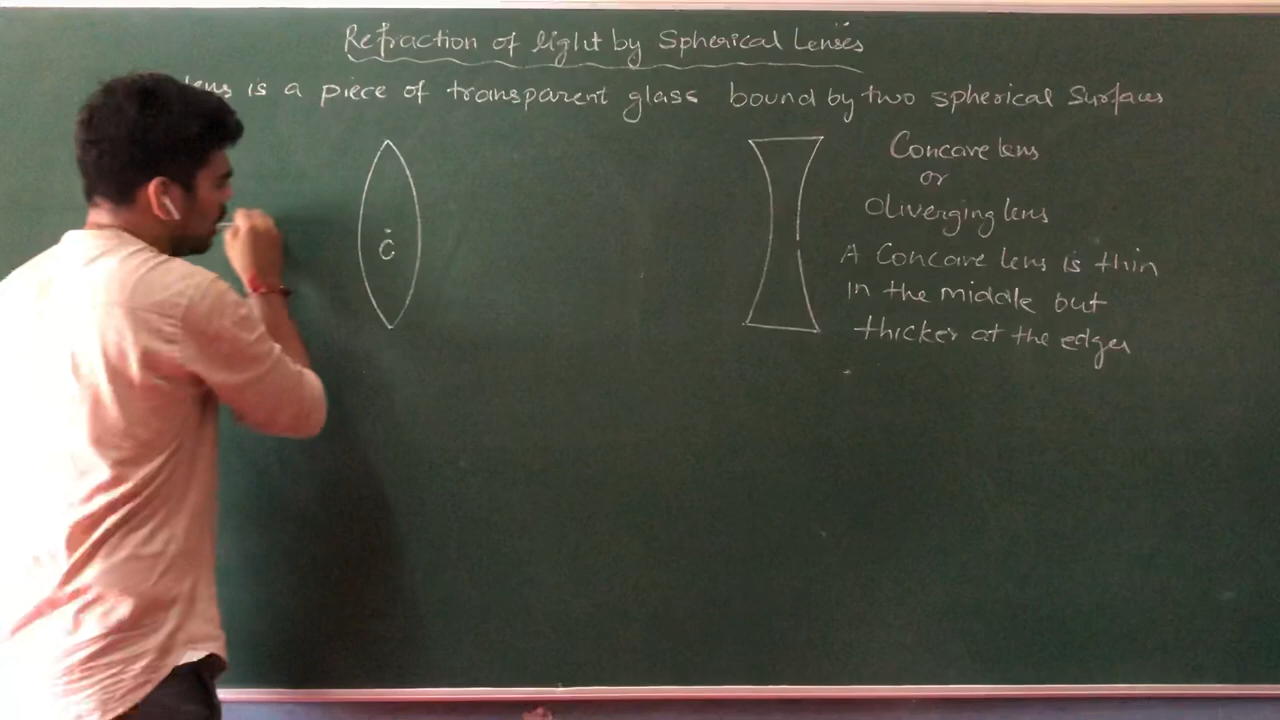 Refraction of light by Spherical Lenses
lens is a piece of transparent glass bound by two spherical Surfaces
C
Concave lens
or
Diverging lens
A Concave lens is thin
in the middle but
thicker at the edges